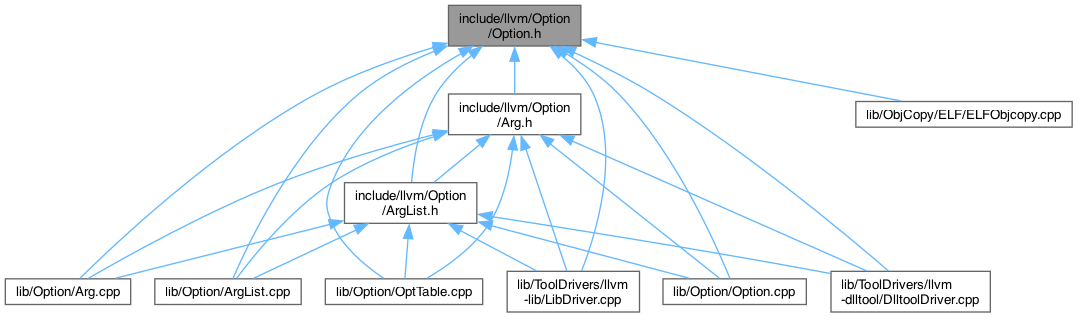 include/llvm/Option
/Option.h
include/llvm/Option
/Arg.h
lib/ObjCopy/ELF/ELFObjcopy.cpp
include/llvm/Option
/ArgList.h
lib/Option/Arg.cpp
lib/Option/ArgList.cpp
lib/Option/OptTable.cpp
lib/ToolDrivers/llvm
-lib/LibDriver.cpp
lib/Option/Option.cpp
lib/ToolDrivers/llvm
-dlltool/DlltoolDriver.cpp